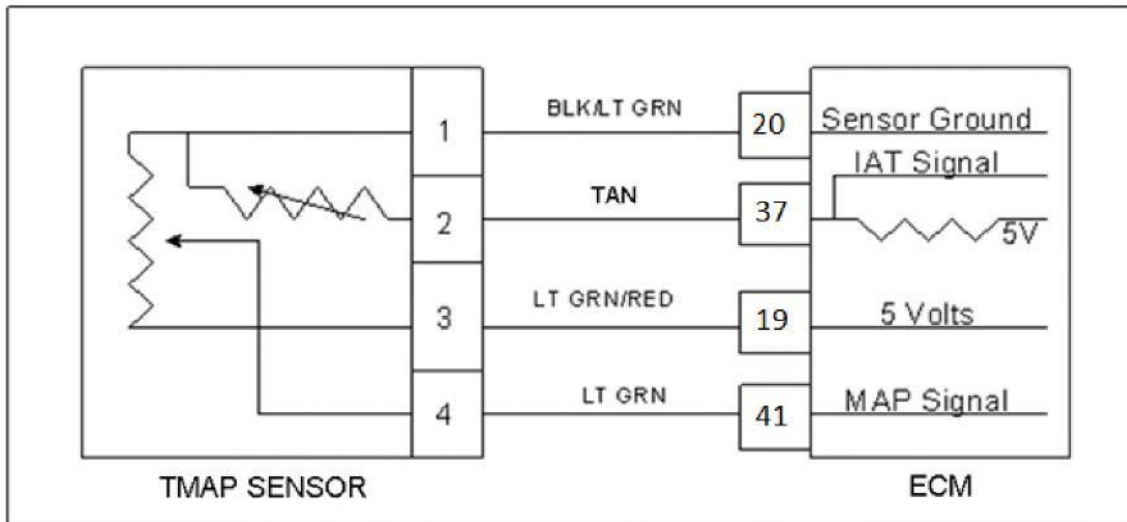 BLK/LT GRN
1
20
Sensor Ground
IAT Signal
TAN
2
37
5V
LT GRN/RED
3
19
5 Volts
LT GRN
4
41
MAP Signal
TMAP SENSOR
ECM